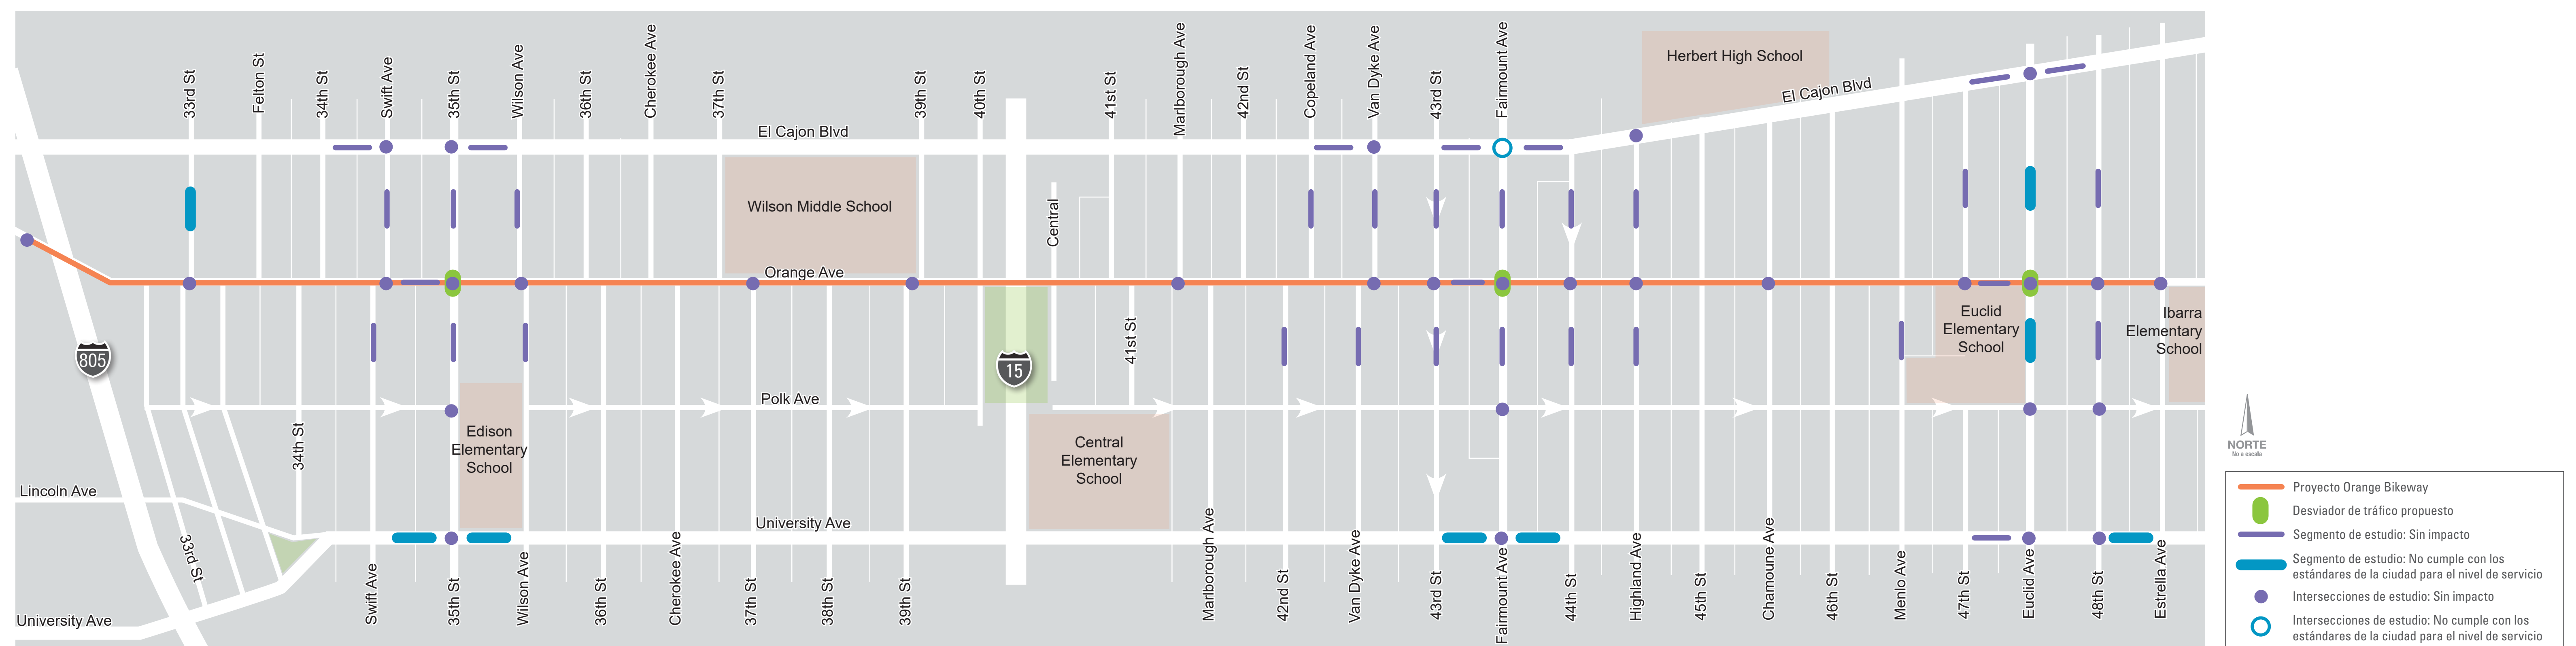 33rd St
Felton St
34th St
Swift Ave
35th St
Wilson Ave
36th St
Cherokee Ave
37th St
39th St
40th St
41st St
Marlborough Ave
42nd St
Copeland Ave
Van Dyke Ave
43rd St
Fairmount Ave
Herbert High School
El Cajon Blvd
El Cajon Blvd
Wilson Middle School
Central
Orange Ave
805
15
41st St
Euclid
Elementary
School
Ibarra
Elementary
School
Polk Ave
34th St
Edison
Elementary
School
Central
Elementary
School
Lincoln Ave
University Ave
33rd St
University Ave
Swift Ave
35th St
Wilson Ave
36th St
Cherokee Ave
37th St
38th St
39th St
Marlborough Ave
42nd St
Van Dyke Ave
43rd St
Fairmount Ave
44th St
Highland Ave
45th St
Chamoune Ave
46th St
Menlo Ave
47th St
Euclid Ave
48th St
Estrella Ave
NORTE
No a escala
Proyecto Orange Bikeway
Desviador de tráfico propuesto
Segmento de estudio: Sin impacto
Segmento de estudio: No cumple con los
estándares de la ciudad para el nivel de servicio
Intersecciones de estudio: Sin impacto
Intersecciones de estudio: No cumple con los
estándares de la ciudad para el nivel de servicio